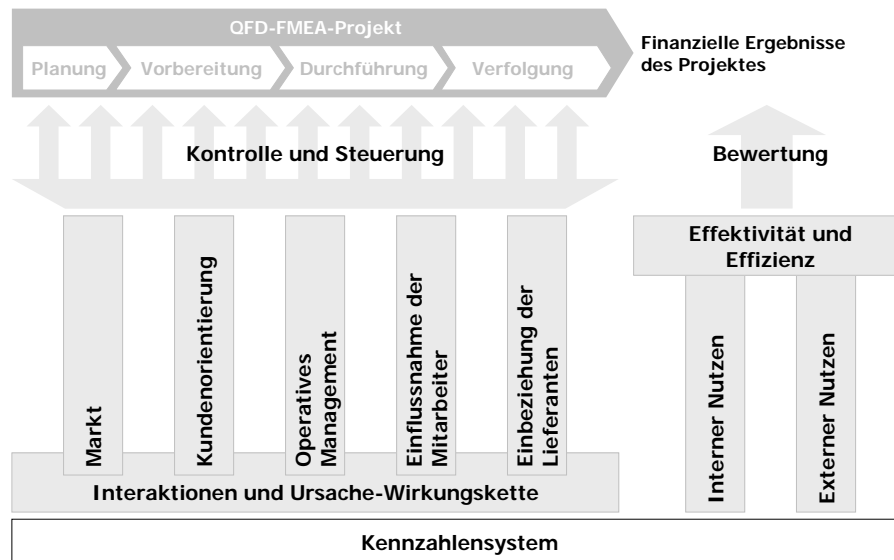 QFD-FMEA-Projekt
Planung
Vorbereitung
Durchführung
Verfolgung
Finanzielle Ergebnisse
des Projektes
Kontrolle und Steuerung
Bewertung
Markt
Kundenorientierung
Operatives
Management
Einflussnahme der
Mitarbeiter
Einbeziehung der
Lieferanten
Effektivität und
Effizienz
Interner Nutzen
Externer Nutzen
Interaktionen und Ursache-Wirkungskette
Kennzahlensystem